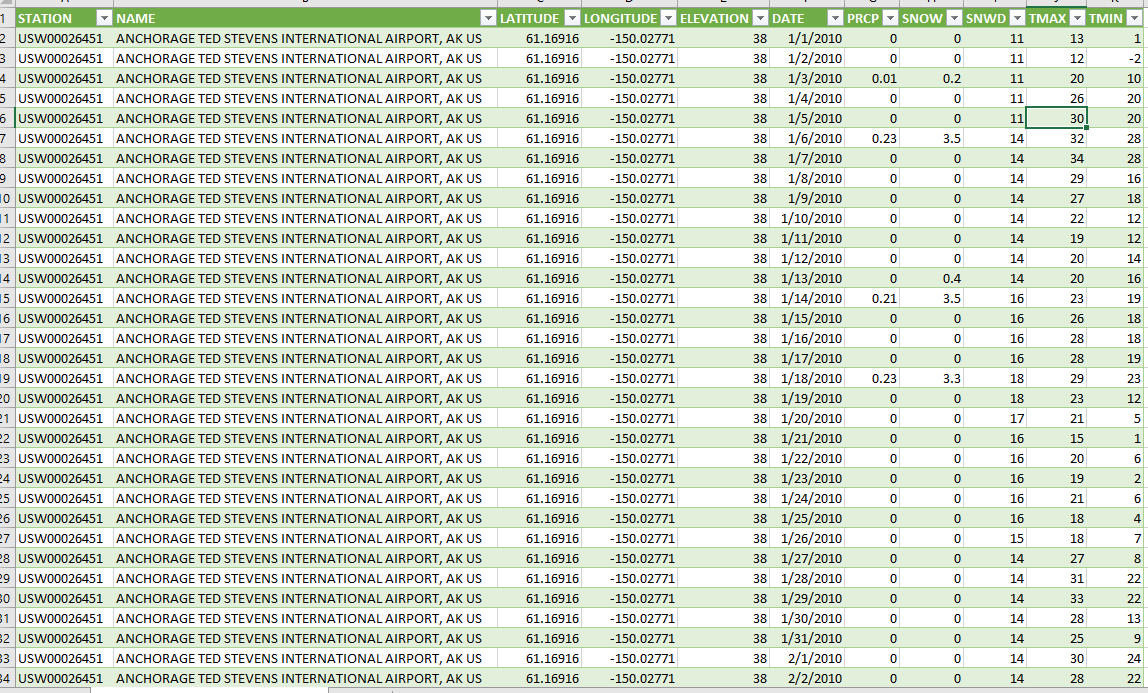 1 STATION NAME LATITUDE LONGITUDE ELEVATION DATE PRCP SNOW SNWD TMAX TMIN
2 USW00026451 ANCHORAGE TED STEVENS INTERNATIONAL AIRPORT, AK US 61.16916 -150.02771 38 1/1/2010 0 0 11 13 1
3 USW00026451 ANCHORAGE TED STEVENS INTERNATIONAL AIRPORT, AK US 61.16916 -150.02771 38 1/2/2010 0 0 11 12 -2
4 USW00026451 ANCHORAGE TED STEVENS INTERNATIONAL AIRPORT, AK US 61.16916 -150.02771 38 1/3/2010 0.01 0.2 11 20 10
5 USW00026451 ANCHORAGE TED STEVENS INTERNATIONAL AIRPORT, AK US 61.16916 -150.02771 38 1/4/2010 0 0 11 26 20
6 USW00026451 ANCHORAGE TED STEVENS INTERNATIONAL AIRPORT, AK US 61.16916 -150.02771 38 1/5/2010 0 0 11 30 20
7 USW00026451 ANCHORAGE TED STEVENS INTERNATIONAL AIRPORT, AK US 61.16916 -150.02771 38 1/6/2010 0.23 3.5 14 32 28
8 USW00026451 ANCHORAGE TED STEVENS INTERNATIONAL AIRPORT, AK US 61.16916 -150.02771 38 1/7/2010 0 0 14 34 28
9 USW00026451 ANCHORAGE TED STEVENS INTERNATIONAL AIRPORT, AK US 61.16916 -150.02771 38 1/8/2010 0 0 14 29 16
10 USW00026451 ANCHORAGE TED STEVENS INTERNATIONAL AIRPORT, AK US 61.16916 -150.02771 38 1/9/2010 0 0 14 27 18
11 USW00026451 ANCHORAGE TED STEVENS INTERNATIONAL AIRPORT, AK US 61.16916 -150.02771 38 1/10/2010 0 0 14 22 12
12 USW00026451 ANCHORAGE TED STEVENS INTERNATIONAL AIRPORT, AK US 61.16916 -150.02771 38 1/11/2010 0 0 14 19 12
13 USW00026451 ANCHORAGE TED STEVENS INTERNATIONAL AIRPORT, AK US 61.16916 -150.02771 38 1/12/2010 0 0 14 20 14
14 USW00026451 ANCHORAGE TED STEVENS INTERNATIONAL AIRPORT, AK US 61.16916 -150.02771 38 1/13/2010 0 0.4 14 20 16
15 USW00026451 ANCHORAGE TED STEVENS INTERNATIONAL AIRPORT, AK US 61.16916 -150.02771 38 1/14/2010 0.21 3.5 16 23 19
16 USW00026451 ANCHORAGE TED STEVENS INTERNATIONAL AIRPORT, AK US 61.16916 -150.02771 38 1/15/2010 0 0 16 26 18
17 USW00026451 ANCHORAGE TED STEVENS INTERNATIONAL AIRPORT, AK US 61.16916 -150.02771 38 1/16/2010 0 0 16 28 18
18 USW00026451 ANCHORAGE TED STEVENS INTERNATIONAL AIRPORT, AK US 61.16916 -150.02771 38 1/17/2010 0 0 16 28 19
19 USW00026451 ANCHORAGE TED STEVENS INTERNATIONAL AIRPORT, AK US 61.16916 -150.02771 38 1/18/2010 0.23 3.3 18 29 23
20 USW00026451 ANCHORAGE TED STEVENS INTERNATIONAL AIRPORT, AK US 61.16916 -150.02771 38 1/19/2010 0 0 18 23 12
21 USW00026451 ANCHORAGE TED STEVENS INTERNATIONAL AIRPORT, AK US 61.16916 -150.02771 38 1/20/2010 0 0 17 21 5
22 USW00026451 ANCHORAGE TED STEVENS INTERNATIONAL AIRPORT, AK US 61.16916 -150.02771 38 1/21/2010 0 0 16 15 1
23 USW00026451 ANCHORAGE TED STEVENS INTERNATIONAL AIRPORT, AK US 61.16916 -150.02771 38 1/22/2010 0 0 16 20 6
24 USW00026451 ANCHORAGE TED STEVENS INTERNATIONAL AIRPORT, AK US 61.16916 -150.02771 38 1/23/2010 0 0 16 19 2
25 USW00026451 ANCHORAGE TED STEVENS INTERNATIONAL AIRPORT, AK US 61.16916 -150.02771 38 1/24/2010 0 0 16 21 6
26 USW00026451 ANCHORAGE TED STEVENS INTERNATIONAL AIRPORT, AK US 61.16916 -150.02771 38 1/25/2010 0 0 16 18 4
27 USW00026451 ANCHORAGE TED STEVENS INTERNATIONAL AIRPORT, AK US 61.16916 -150.02771 38 1/26/2010 0 0 15 18 7
28 USW00026451 ANCHORAGE TED STEVENS INTERNATIONAL AIRPORT, AK US 61.16916 -150.02771 38 1/27/2010 0 0 14 27 8
29 USW00026451 ANCHORAGE TED STEVENS INTERNATIONAL AIRPORT, AK US 61.16916 -150.02771 38 1/28/2010 0 0 14 31 22
30 USW00026451 ANCHORAGE TED STEVENS INTERNATIONAL AIRPORT, AK US 61.16916 -150.02771 38 1/29/2010 0 0 14 33 22
31 USW00026451 ANCHORAGE TED STEVENS INTERNATIONAL AIRPORT, AK US 61.16916 -150.02771 38 1/30/2010 0 0 14 28 13
32 USW00026451 ANCHORAGE TED STEVENS INTERNATIONAL AIRPORT, AK US 61.16916 -150.02771 38 1/31/2010 0 0 14 25 9
33 USW00026451 ANCHORAGE TED STEVENS INTERNATIONAL AIRPORT, AK US 61.16916 -150.02771 38 2/1/2010 0 0 14 30 24
34 USW00026451 ANCHORAGE TED STEVENS INTERNATIONAL AIRPORT, AK US 61.16916 -150.02771 38 2/2/2010 0 0 14 28 22